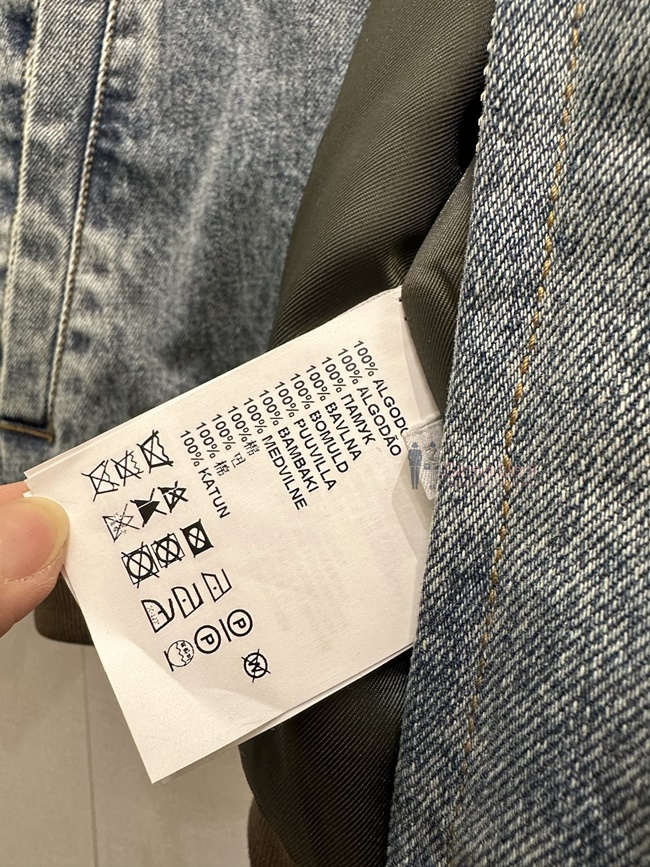 100%
100% ALGODÃO
100% ПАМУК
100% BAVLNA
100% BOMULD
100% PUUVILLA
100% BAMBAKI
100% MEDVILNE
100%棉
100% 면
100% 棉
100% KATUN
P P